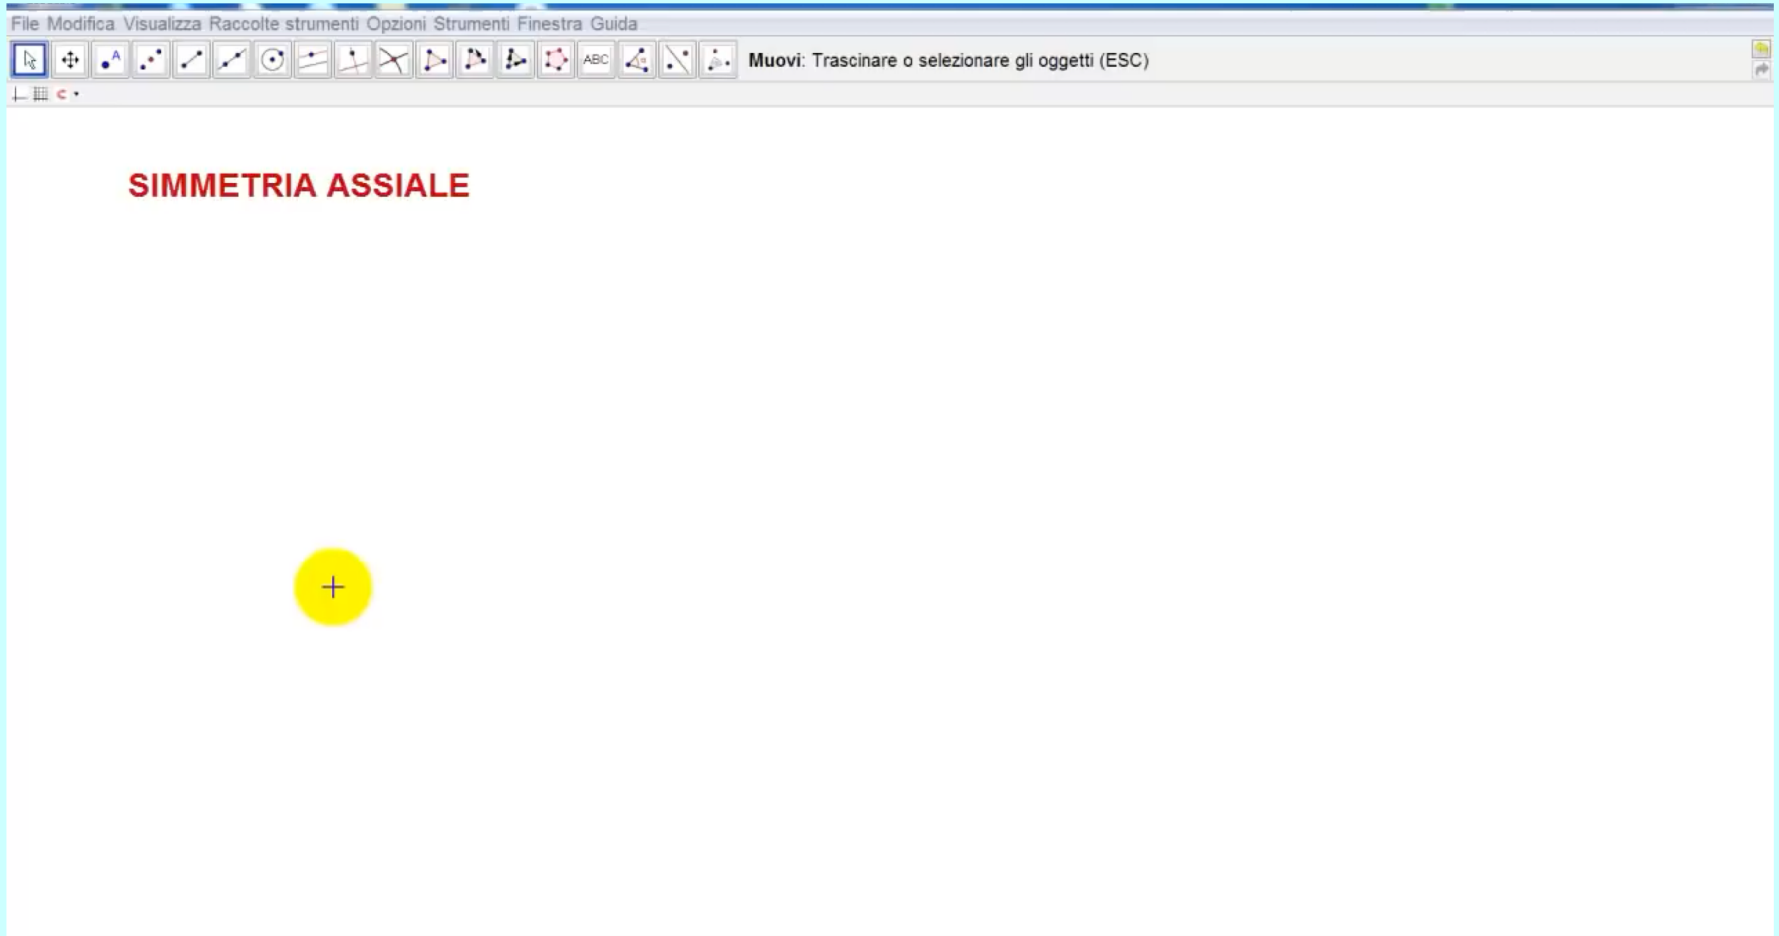 File Modifica Visualizza Raccolte strumenti Opzioni Strumenti Finestra Guida
A ABC Muovi: Trascinare o selezionare gli oggetti (ESC)
SIMMETRIA ASSIALE